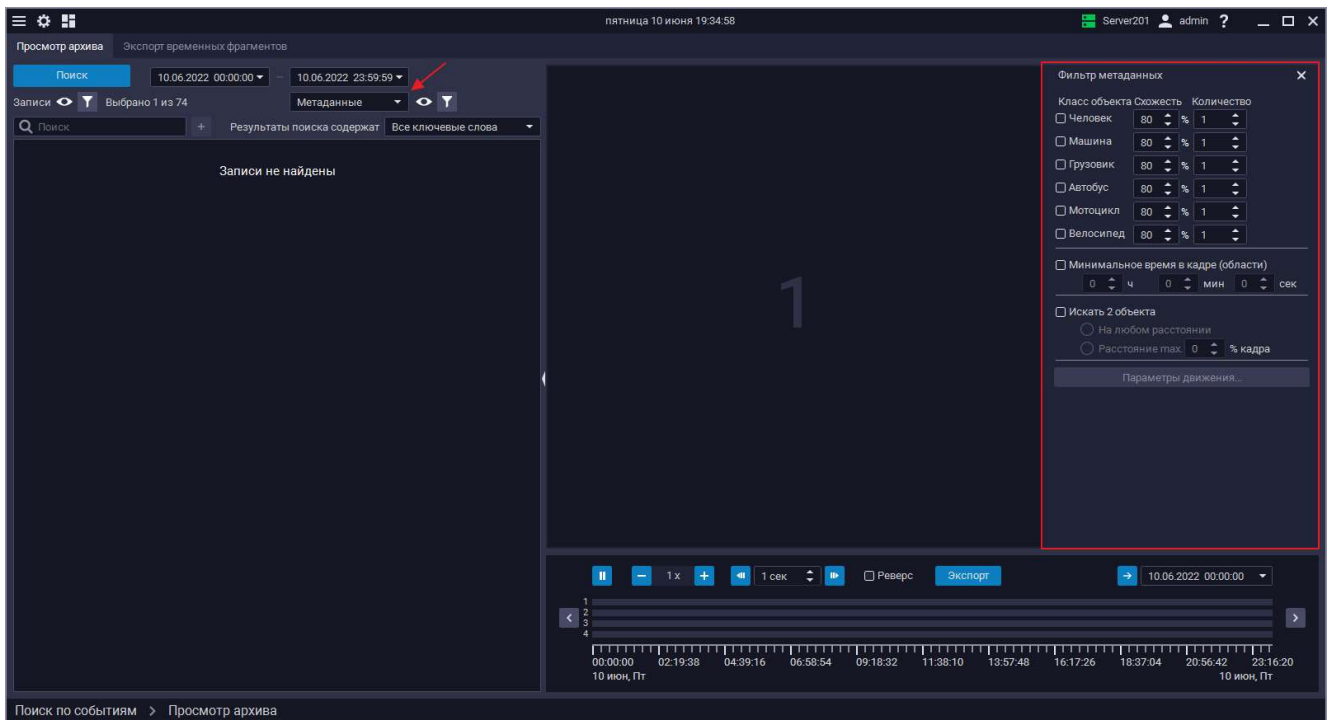 пятница 10 июня 19:34:58
Server201 admin ?
Просмотр архива Экспорт временных фрагментов
Поиск 10.06.2022 00:00:00 – 10.06.2022 23:59:59
Записи Выбрано 1 из 74 Метаданные
Поиск + Результаты поиска содержат Все ключевые слова
Записи не найдены
1
Фильтр метаданных
Класс объекта Схожесть Количество
Человек 80 % 1
Машина 80 % 1
Грузовик 80 % 1
Автобус 80 % 1
Мотоцикл 80 % 1
Велосипед 80 % 1
Минимальное время в кадре (области)
0 ч 0 мин 0 сек
Искать 2 объекта
На любом расстоянии
Расстояние max. 0 % кадра
Параметры движения...
1 x 1 сек Реверс Экспорт 10.06.2022 00:00:00
1
2
3
4
00:00:00 02:19:38 04:39:16 06:58:54 09:18:32 11:38:10 13:57:48 16:17:26 18:37:04 20:56:42 23:16:20
10 июн, Пт 10 июн, Пт
Поиск по событиям > Просмотр архива